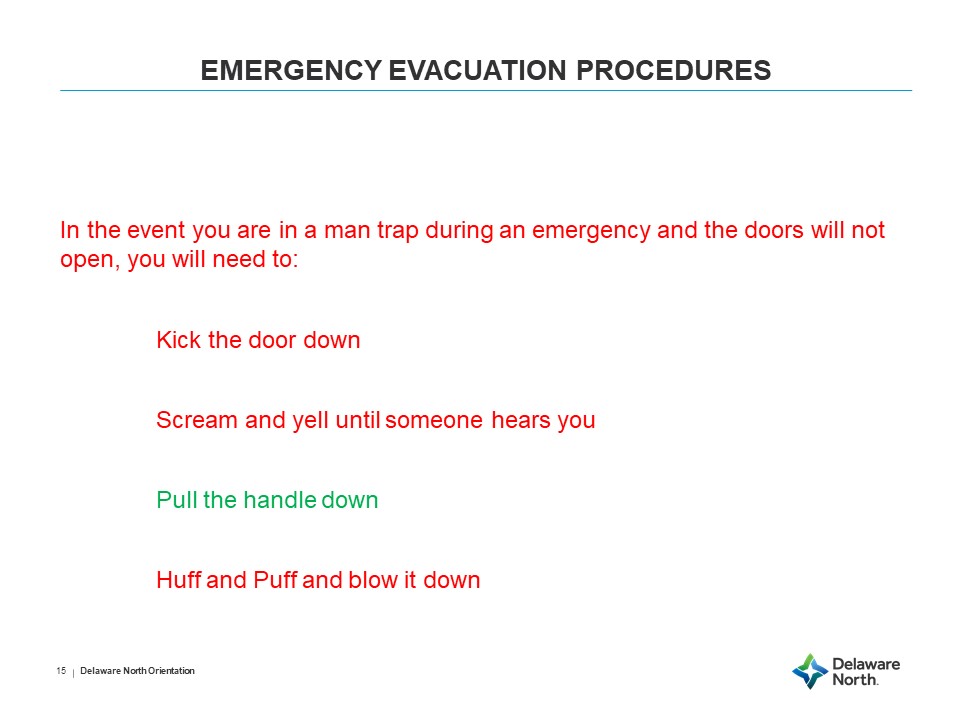 EMERGENCY EVACUATION PROCEDURES
In the event you are in a man trap during an emergency and the doors will not
open, you will need to:
Kick the door down
Scream and yell until someone hears you
Pull the handle down
Huff and Puff and blow it down
15 | Delaware North Orientation
Delaware
North.